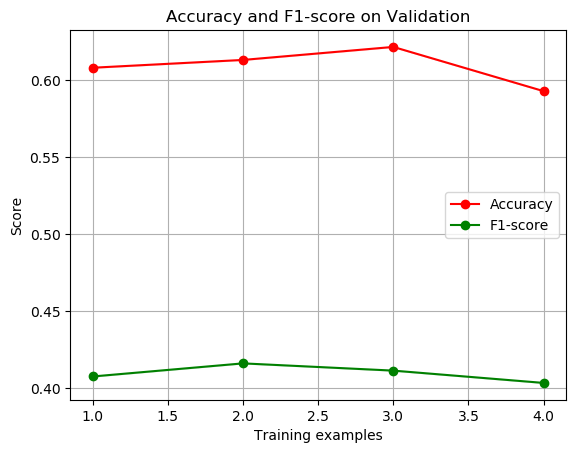 Accuracy and F1-score on Validation
0.60
0.55
0.50
0.45
0.40
Score
Accuracy
F1-score
1.0 1.5 2.0 2.5 3.0 3.5 4.0
Training examples